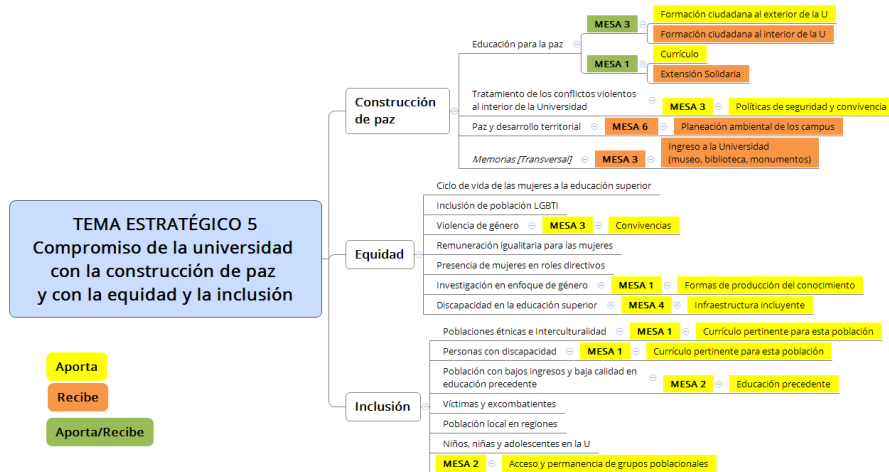 TEMA ESTRATÉGICO 5
Compromiso de la universidad
con la construcción de paz
y con la equidad y la inclusión
Construcción
de paz
Educación para la paz
MESA 3
Formación ciudadana al exterior de la U
Formación ciudadana al interior de la U
MESA 1
Currículo
Extensión Solidaria
Tratamiento de los conflictos violentos
al interior de la Universidad
MESA 3
Políticas de seguridad y convivencia
Paz y desarrollo territorial
MESA 6
Planeación ambiental de los campus
Memorias [Transversal]
MESA 3
Ingreso a la Universidad
(museo, biblioteca, monumentos)
Equidad
Ciclo de vida de las mujeres a la educación superior
Inclusión de población LGBTI
Violencia de género
MESA 3
Convivencias
Remuneración igualitaria para las mujeres
Presencia de mujeres en roles directivos
Investigación en enfoque de género
MESA 1
Formas de producción del conocimiento
Discapacidad en la educación superior
MESA 4
Infraestructura incluyente
Inclusión
Poblaciones étnicas e Interculturalidad
MESA 1
Currículo pertinente para esta población
Personas con discapacidad
MESA 1
Currículo pertinente para esta población
Población con bajos ingresos y baja calidad en
educación precedente
MESA 2
Educación precedente
Víctimas y excombatientes
Población local en regiones
Niños, niñas y adolescentes en la U
MESA 2
Acceso y permanencia de grupos poblacionales
Aporta
Recibe
Aporta/Recibe